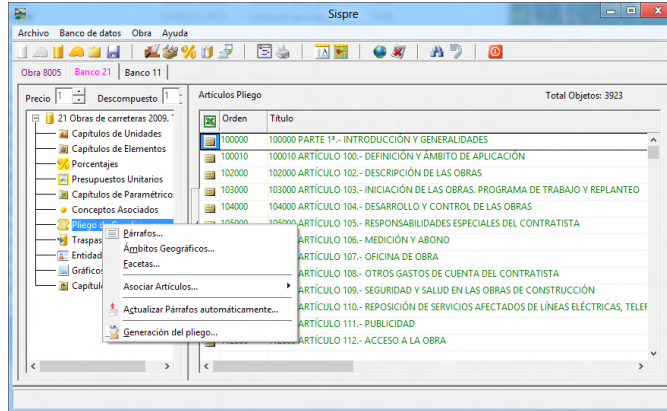 Sispre
Archivo Banco de datos Obra Ayuda
Obra 8005 Banco 21 Banco 11
Precio 1 Descompuesto 1
Artículos Pliego Total Objetos: 3923
21 Obras de carreteras 2009.
Capítulos de Unidades
Capítulos de Elementos
Porcentajes
Presupuestos Unitarios
Capítulos de Paramétrico
Conceptos Asociados
Pliego
Traspas
Entidad
Gráficos
Capítul
Párrafos...
Ámbitos Geográficos...
Facetas...
Asociar Artículos...
Actualizar Párrafos automáticamente...
Generación del pliego...
Orden Título
100000 100000 PARTE 1ª.- INTRODUCCIÓN Y GENERALIDADES
100010 100010 ARTÍCULO 100.- DEFINICIÓN Y ÁMBITO DE APLICACIÓN
102000 102000 ARTÍCULO 102.- DESCRIPCIÓN DE LAS OBRAS
103000 103000 ARTÍCULO 103.- INICIACIÓN DE LAS OBRAS. PROGRAMA DE TRABAJO Y REPLANTEO
104000 104000 ARTÍCULO 104.- DESARROLLO Y CONTROL DE LAS OBRAS
105000 105000 ARTÍCULO 105.- RESPONSABILIDADES ESPECIALES DEL CONTRATISTA
ARTÍCULO 106.- MEDICIÓN Y ABONO
ARTÍCULO 107.- OFICINA DE OBRA
ARTÍCULO 108.- OTROS GASTOS DE CUENTA DEL CONTRATISTA
ARTÍCULO 109.- SEGURIDAD Y SALUD EN LAS OBRAS DE CONSTRUCCIÓN
ARTÍCULO 110.- REPOSICIÓN DE SERVICIOS AFECTADOS DE LÍNEAS ELÉCTRICAS, TELEF
ARTÍCULO 111.- PUBLICIDAD
112000 112000 ARTÍCULO 112.- ACCESO A LA OBRA